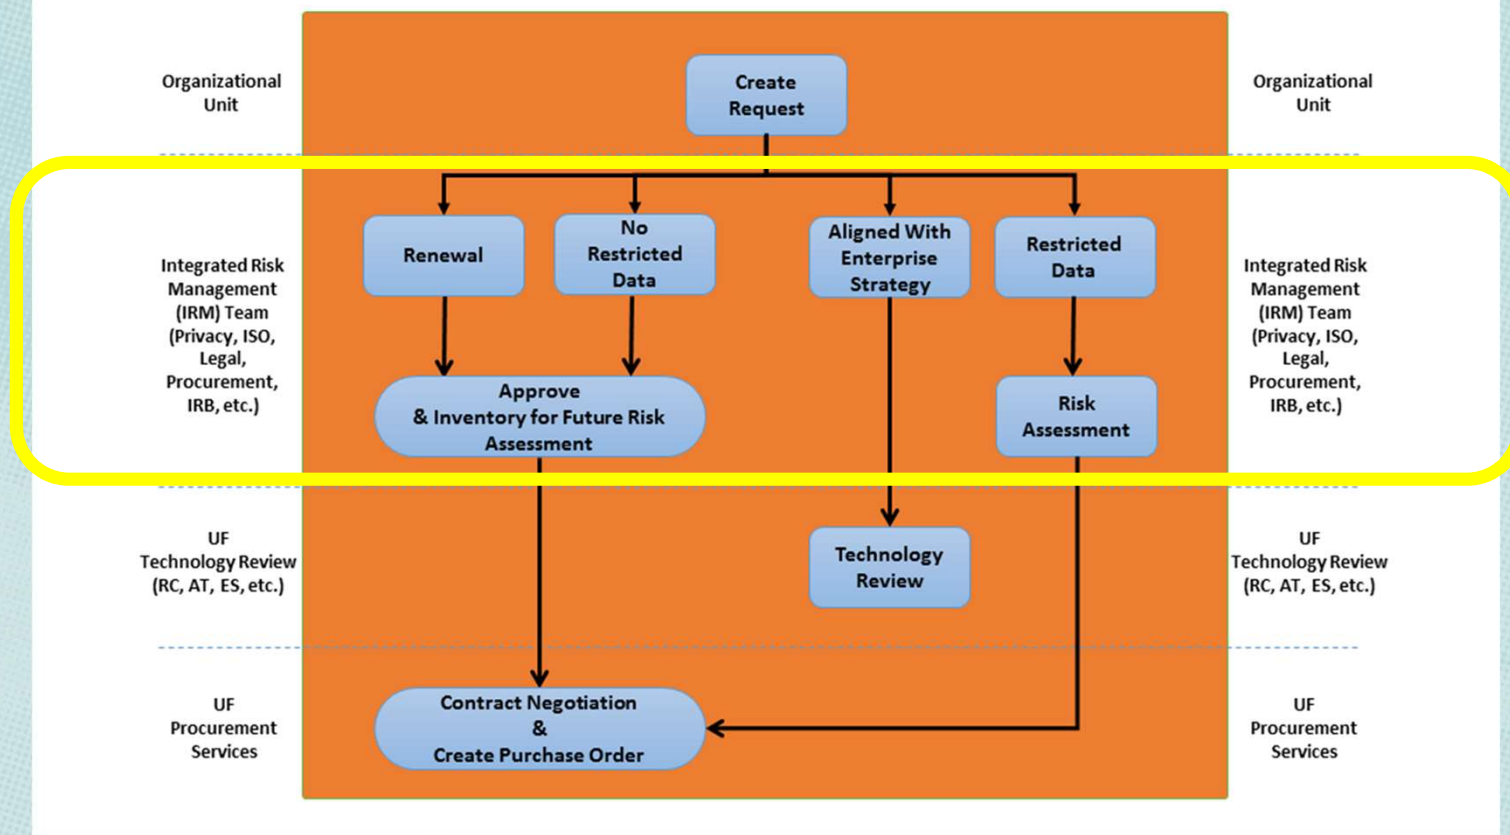 Organizational
Unit
Create
Request
Organizational
Unit
Integrated Risk
Management
(IRM) Team
(Privacy, ISO,
Legal,
Procurement,
IRB, etc.)
Renewal
No
Restricted
Data
Aligned With
Enterprise
Strategy
Restricted
Data
Approve
& Inventory for Future Risk
Assessment
Risk
Assessment
Integrated Risk
Management
(IRM) Team
(Privacy, ISO,
Legal,
Procurement,
IRB, etc.)
UF
Technology Review
(RC, AT, ES, etc.)
Technology
Review
UF
Technology Review
(RC, AT, ES, etc.)
UF
Procurement
Services
Contract Negotiation
&
Create Purchase Order
UF
Procurement
Services